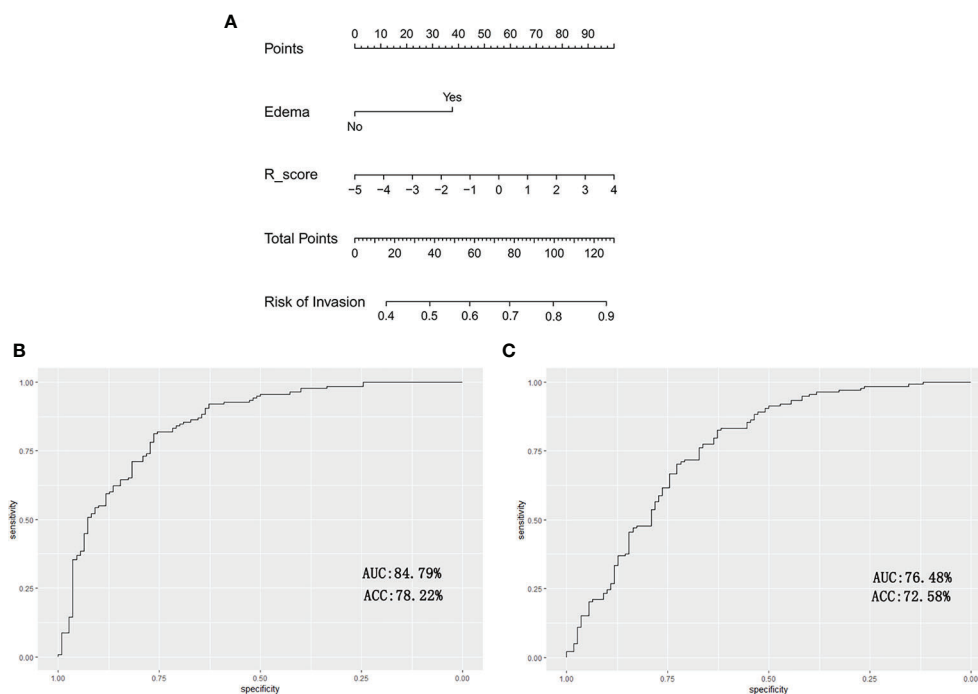 A
Points
0 10 20 30 40 50 60 70 80 90
Edema
Yes
No
R_score
−5 −4 −3 −2 −1 0 1 2 3 4
Total Points
0 20 40 60 80 100 120
Risk of Invasion
0.4 0.5 0.6 0.7 0.8 0.9
B
1.00
0.75
0.50
0.25
0.00
sensitivity
AUC:84.79%
ACC:78.22%
1.00 0.75 0.50 0.25 0.00
specificity
C
1.00
0.75
0.50
0.25
0.00
sensitivity
AUC:76.48%
ACC:72.58%
1.00 0.75 0.50 0.25 0.00
specificity